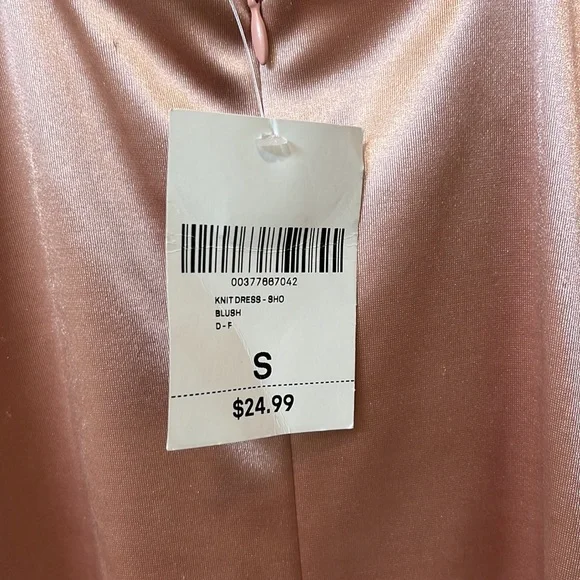 00377887042
KNIT DRESS - SHO
BLUSH
D - F
S
$24.99